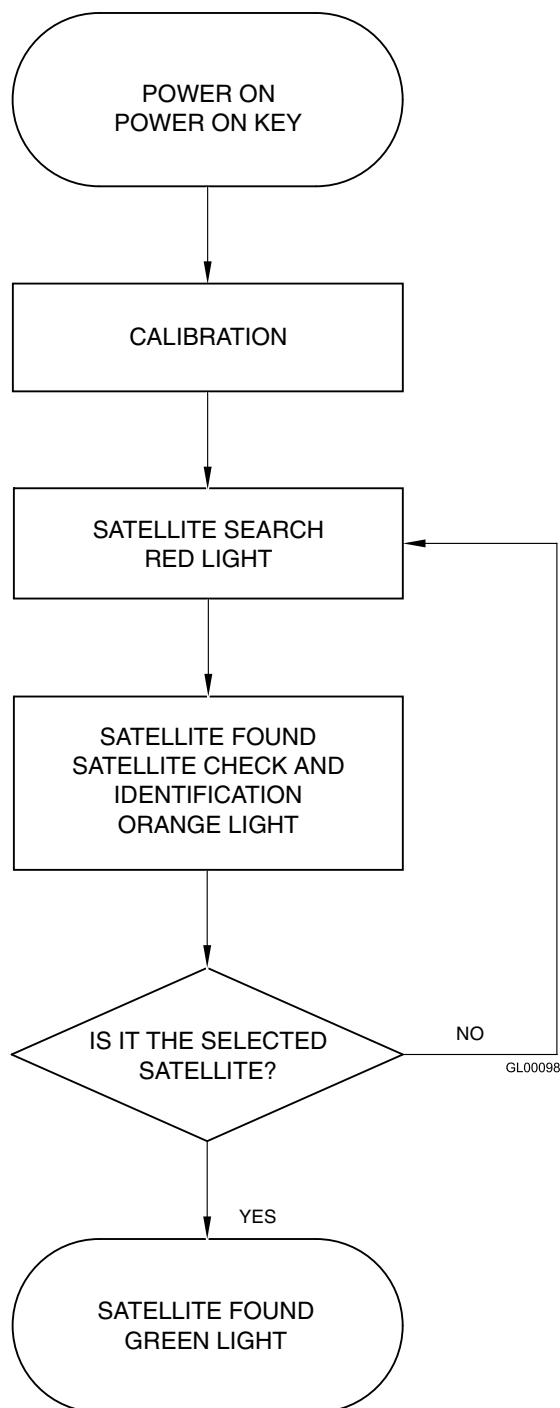 POWER ON
POWER ON KEY
CALIBRATION
SATELLITE SEARCH
RED LIGHT
SATELLITE FOUND
SATELLITE CHECK AND
IDENTIFICATION
ORANGE LIGHT
IS IT THE SELECTED
SATELLITE?
NO
GL00098
YES
SATELLITE FOUND
GREEN LIGHT